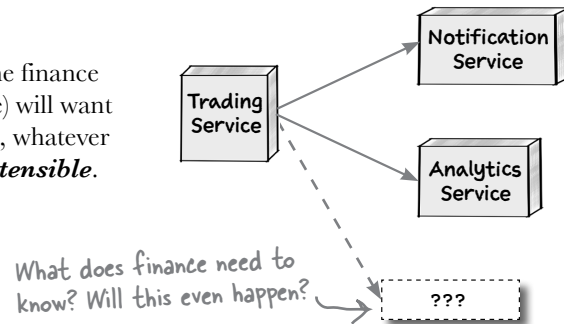 ne finance
e) will want
, whatever
tensible.
Trading
Service
Notification
Service
Analytics
Service
What does finance need to
know? Will this even happen?
???